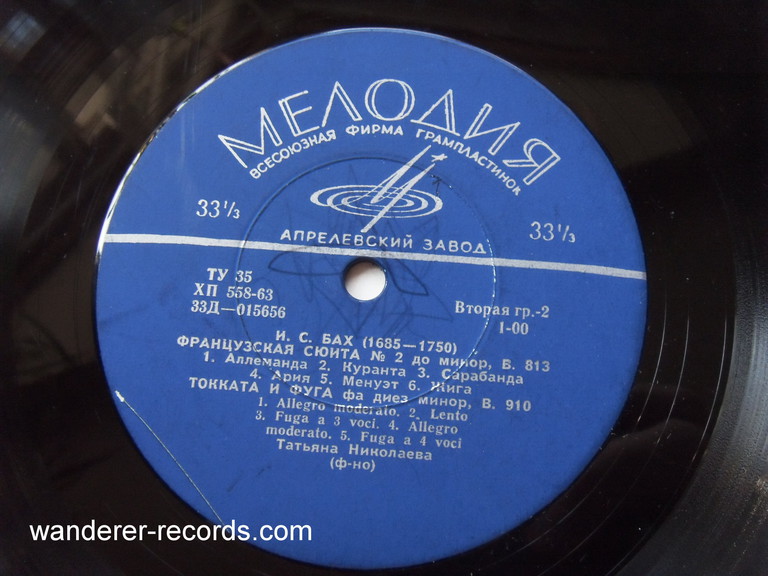 МЕЛОДИЯ
ВСЕСОЮЗНАЯ ФИРМА ГРАМПЛАСТИНОК
33⅓ 33⅓
АПРЕЛЕВСКИЙ ЗАВОД
ТУ 35
ХП 558-63
33Д—015656
Вторая гр.-2
1-00
И. С. БАХ (1685—1750)
ФРАНЦУЗСКАЯ СЮИТА № 2 до минор, В. 813
1. Аллеманда 2. Куранта 3. Сарабанда
4. Ария 5. Менуэт 6. Жига
ТОККАТА И ФУГА фа диез минор, В. 910
1. Allegro moderato. 2. Lento
3. Fuga a 3 voci. 4. Allegro
moderato. 5. Fuga a 4 voci
Татьяна Николаева
(ф-но)
wanderer-records.com